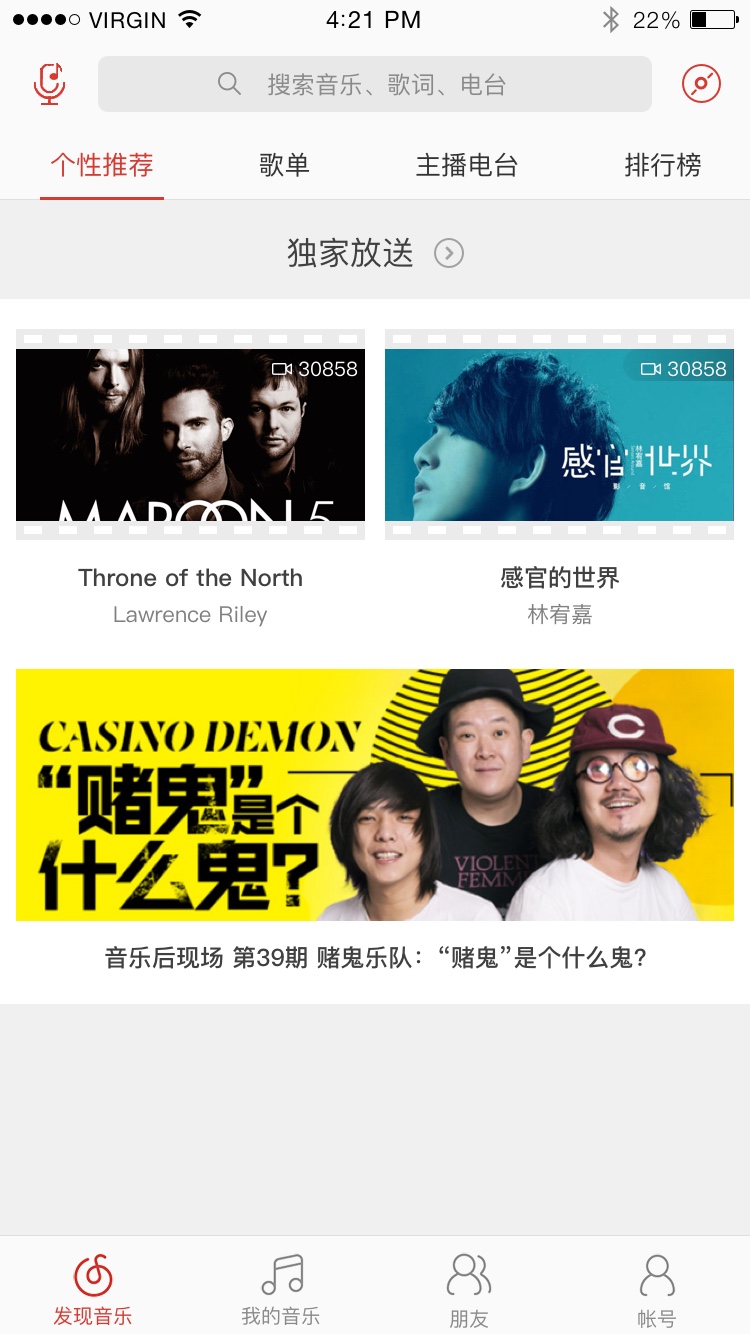 VIRGIN 4:21 PM 22%
搜索音乐、歌词、电台
个性推荐 歌单 主播电台 排行榜
独家放送
30858
MAROON 5
Throne of the North
Lawrence Riley
30858
感官世界
林宥嘉
影 / 音 / 馆
感官的世界
林宥嘉
CASINO DEMON
“赌鬼”是个
什么鬼?
C
VIOLENT
FEMM
音乐后现场 第39期 赌鬼乐队：“赌鬼”是个什么鬼?
发现音乐 我的音乐 朋友 帐号